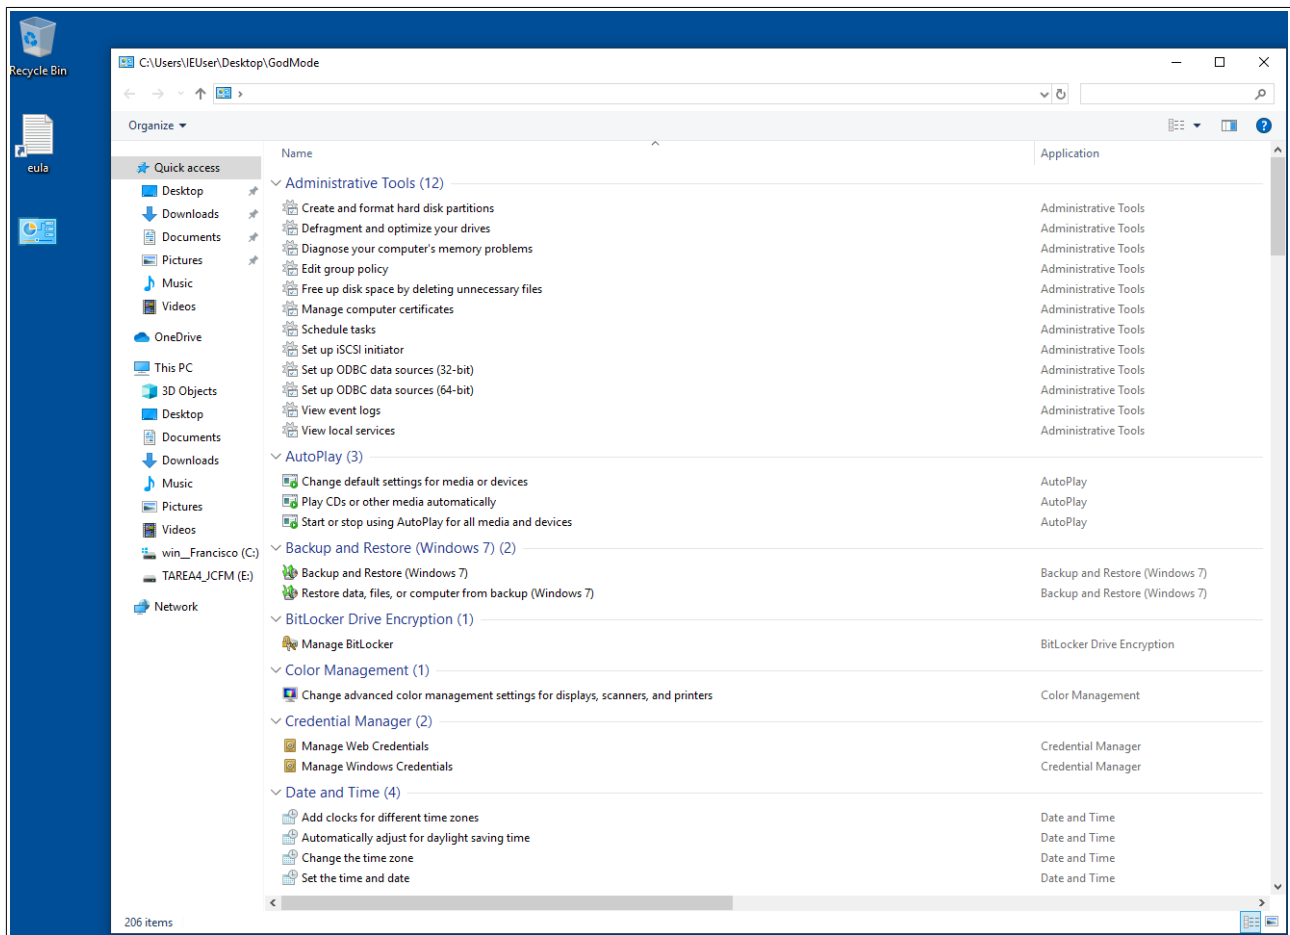 Recycle Bin
eula
C:\Users\IEUser\Desktop\GodMode
Organize
Quick access
Desktop
Downloads
Documents
Pictures
Music
Videos
OneDrive
This PC
3D Objects
Desktop
Documents
Downloads
Music
Pictures
Videos
win__Francisco (C:)
TAREA4_JCFM (E:)
Network
Name Application
Administrative Tools (12)
Create and format hard disk partitions Administrative Tools
Defragment and optimize your drives Administrative Tools
Diagnose your computer's memory problems Administrative Tools
Edit group policy Administrative Tools
Free up disk space by deleting unnecessary files Administrative Tools
Manage computer certificates Administrative Tools
Schedule tasks Administrative Tools
Set up iSCSI initiator Administrative Tools
Set up ODBC data sources (32-bit) Administrative Tools
Set up ODBC data sources (64-bit) Administrative Tools
View event logs Administrative Tools
View local services Administrative Tools
AutoPlay (3)
Change default settings for media or devices AutoPlay
Play CDs or other media automatically AutoPlay
Start or stop using AutoPlay for all media and devices AutoPlay
Backup and Restore (Windows 7) (2)
Backup and Restore (Windows 7) Backup and Restore (Windows 7)
Restore data, files, or computer from backup (Windows 7) Backup and Restore (Windows 7)
BitLocker Drive Encryption (1)
Manage BitLocker BitLocker Drive Encryption
Color Management (1)
Change advanced color management settings for displays, scanners, and printers Color Management
Credential Manager (2)
Manage Web Credentials Credential Manager
Manage Windows Credentials Credential Manager
Date and Time (4)
Add clocks for different time zones Date and Time
Automatically adjust for daylight saving time Date and Time
Change the time zone Date and Time
Set the time and date Date and Time
206 items